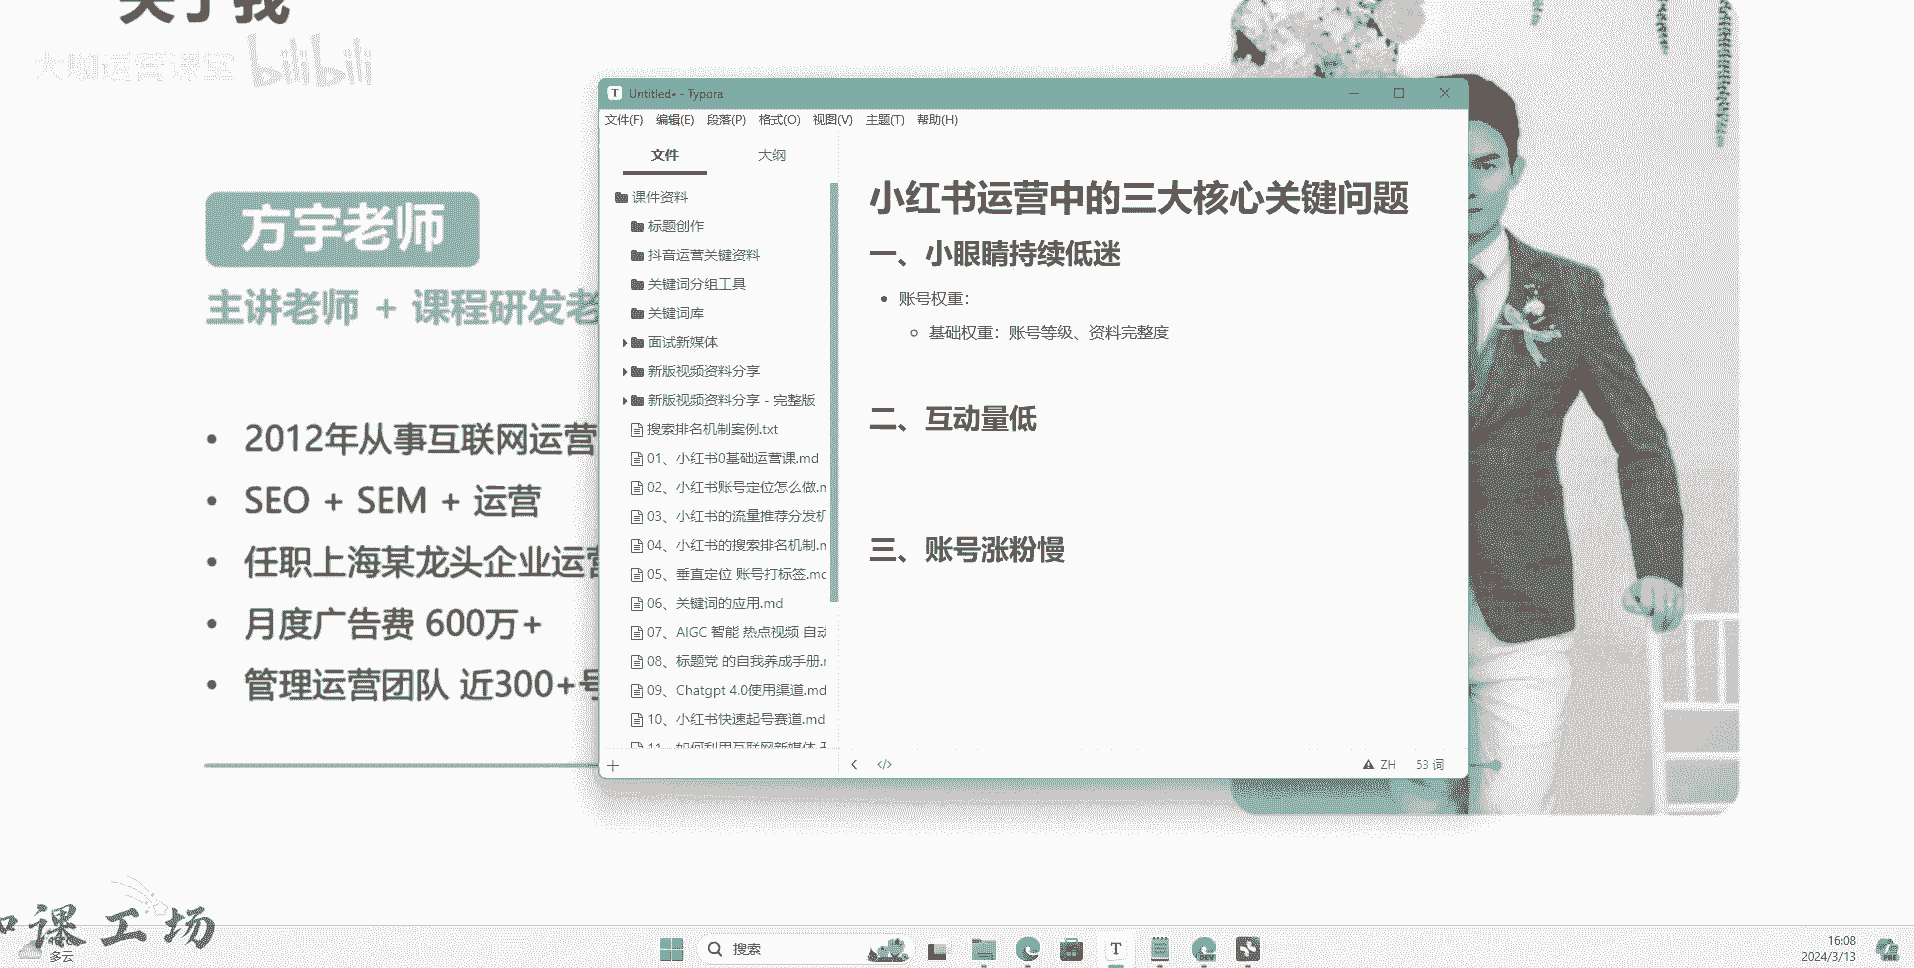 关于我
大咖运营课堂 bilibili
方宇老师
主讲老师 + 课程研发老
2012年从事互联网运营
SEO + SEM + 运营
任职上海某龙头企业运营
月度广告费 600万+
管理运营团队 近300+号
Untitled• - Typora
文件(F) 编辑(E) 段落(P) 格式(O) 视图(V) 主题(T) 帮助(H)
文件 大纲
课件资料
标题创作
抖音运营关键资料
关键词分组工具
关键词库
面试新媒体
新版视频资料分享
新版视频资料分享 - 完整版
搜索排名机制案例.txt
01、小红书0基础运营课.md
02、小红书账号定位怎么做.m
03、小红书的流量推荐分发机
04、小红书的搜索排名机制.m
05、垂直定位 账号打标签.md
06、关键词的应用.md
07、AIGC 智能 热点视频 自动
08、标题党 的自我养成手册.m
09、Chatgpt 4.0使用渠道.md
10、小红书快速起号赛道.md
11、如何利用互联网新媒体
小红书运营中的三大核心关键问题
一、小眼睛持续低迷
账号权重：
基础权重：账号等级、资料完整度
二、互动量低
三、账号涨粉慢
ZH 53 词
课工场
多云
搜索
16:08
2024/3/13